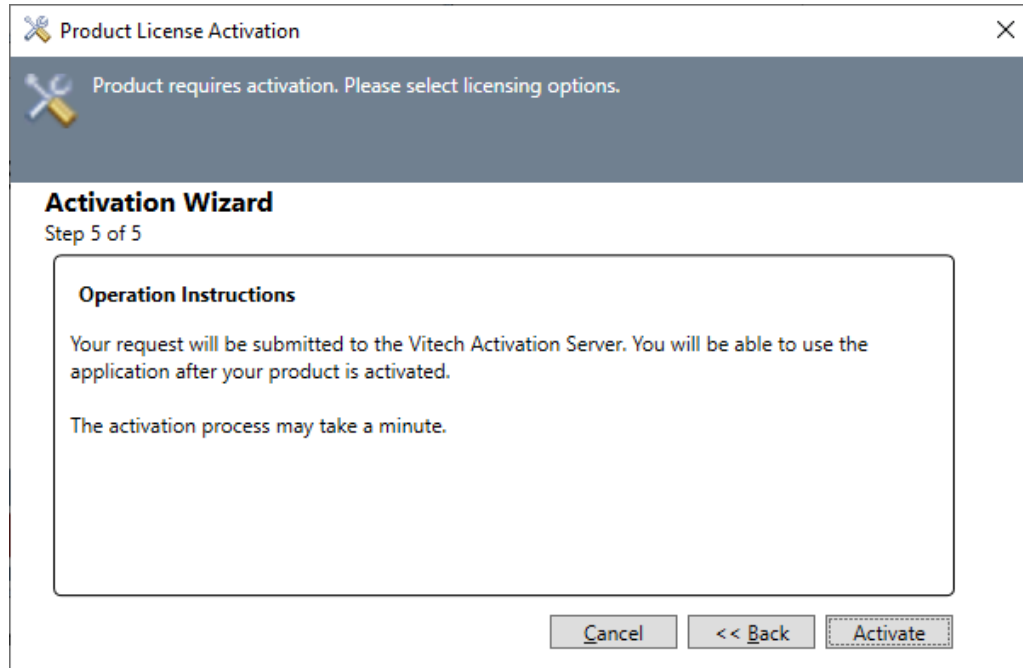 Product License Activation
Product requires activation. Please select licensing options.
Activation Wizard
Step 5 of 5
Operation Instructions
Your request will be submitted to the Vitech Activation Server. You will be able to use the
application after your product is activated.
The activation process may take a minute.
Cancel
<< Back
Activate